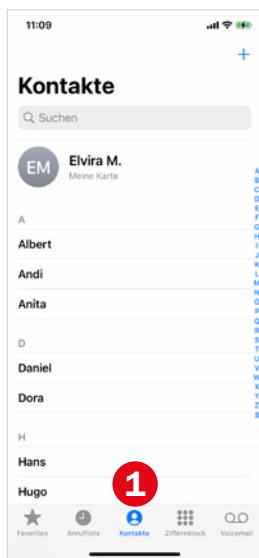 11:09
+
Kontakte
Suchen
EM
Elvira M.
Meine Karte
A
Albert
Andi
Anita
D
Daniel
Dora
H
Hans
Hugo
A
B
C
D
E
F
G
H
I
J
K
L
M
N
O
P
Q
R
S
T
U
V
W
X
Y
Z
#
1
Favoriten Anrufliste Kontakte Ziffernblock Voicemail